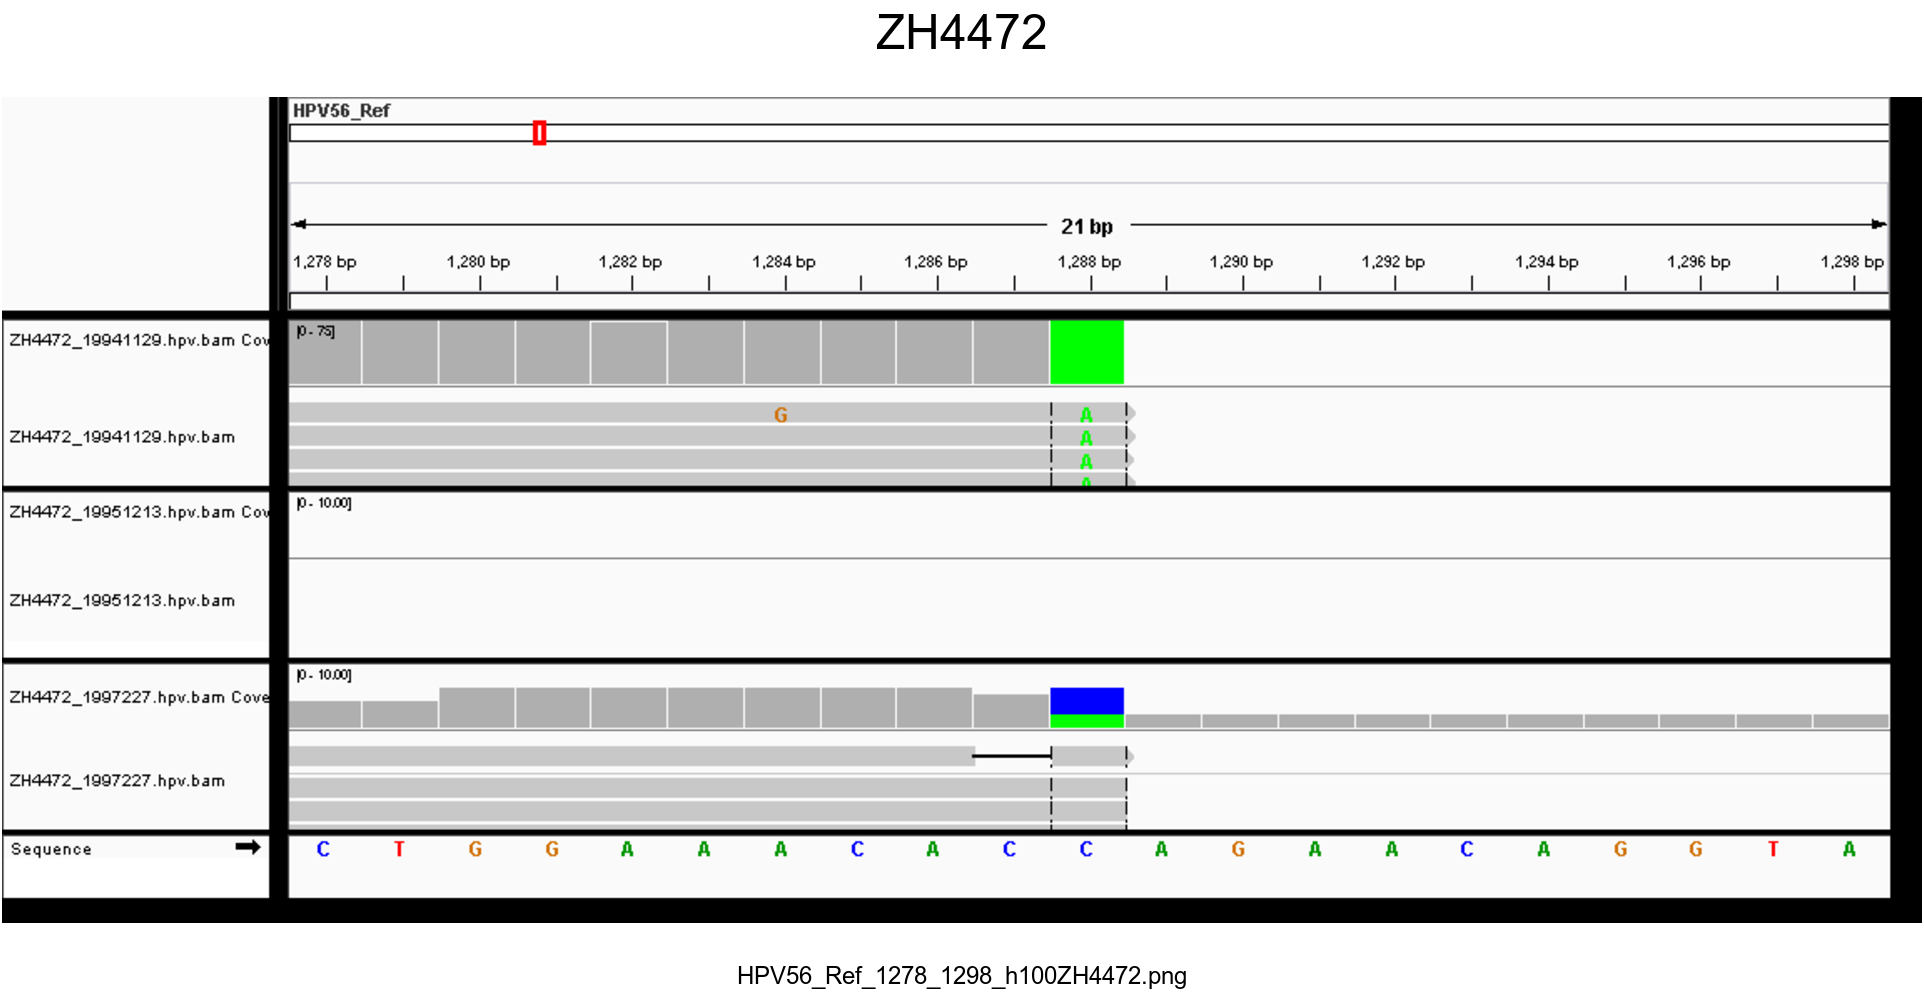 ZH4472
HPV56_Ref
21 bp
1,278 bp 1,280 bp 1,282 bp 1,284 bp 1,286 bp 1,288 bp 1,290 bp 1,292 bp 1,294 bp 1,296 bp 1,298 bp
ZH4472_19941129.hpv.bam Cov
[0 - 75]
G A
ZH4472_19941129.hpv.bam
A
A
A
ZH4472_19951213.hpv.bam Cov
[0 - 10.00]
ZH4472_19951213.hpv.bam
[0 - 10.00]
ZH4472_1997227.hpv.bam Cove
ZH4472_1997227.hpv.bam
Sequence C T G G A A A C A C C A G A A C A G G T A
HPV56_Ref_1278_1298_h100ZH4472.png